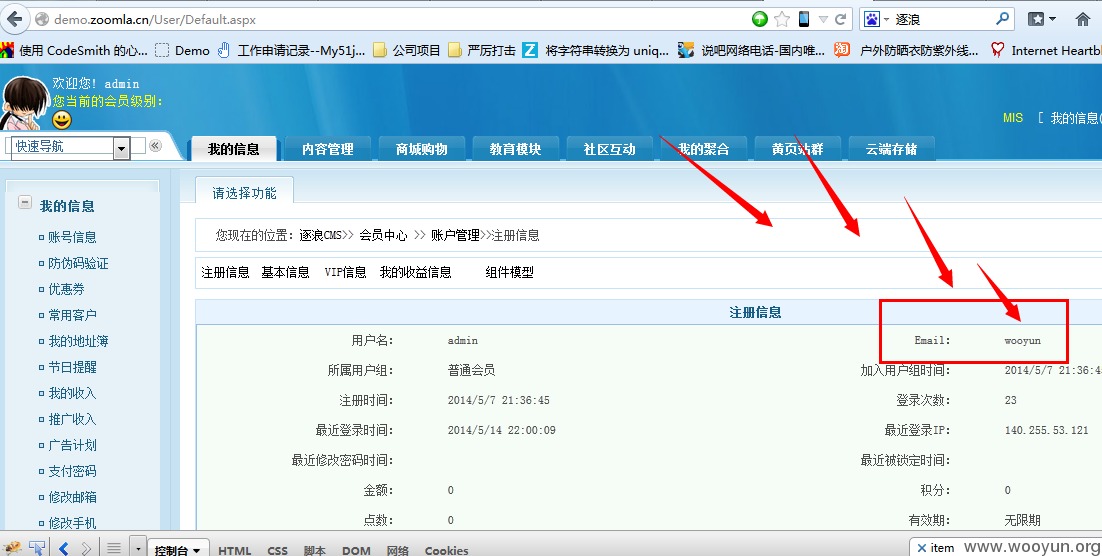 demo.zoomla.cn/User/Default.aspx
逐浪
使用 CodeSmith 的心... Demo 工作申请记录--My51j... 公司项目 严厉打击 将字符串转换为 uniq... 说吧网络电话-国内唯... 户外防晒衣防紫外线... Internet Heartbl
欢迎您! admin
您当前的会员级别:
MIS [ 我的信息(
快速导航
我的信息 内容管理 商城购物 教育模块 社区互动 我的聚合 黄页站群 云端存储
请选择功能
我的信息
账号信息
防伪码验证
优惠券
常用客户
我的地址簿
节日提醒
我的收入
推广收入
广告计划
支付密码
修改邮箱
修改手机
您现在的位置: 逐浪CMS>> 会员中心 >> 账户管理>>注册信息
注册信息 基本信息 VIP信息 我的收益信息 组件模型
注册信息
用户名: admin Email: wooyun
所属用户组: 普通会员 加入用户组时间: 2014/5/7 21:36:4
注册时间: 2014/5/7 21:36:45 登录次数: 23
最近登录时间: 2014/5/14 22:00:09 最近登录IP: 140.255.53.121
最近修改密码时间: 最近被锁定时间:
金额: 0 积分: 0
点数: 0 有效期: 无限期
控制台 HTML CSS 脚本 DOM 网络 Cookies item
www.wooyun.org